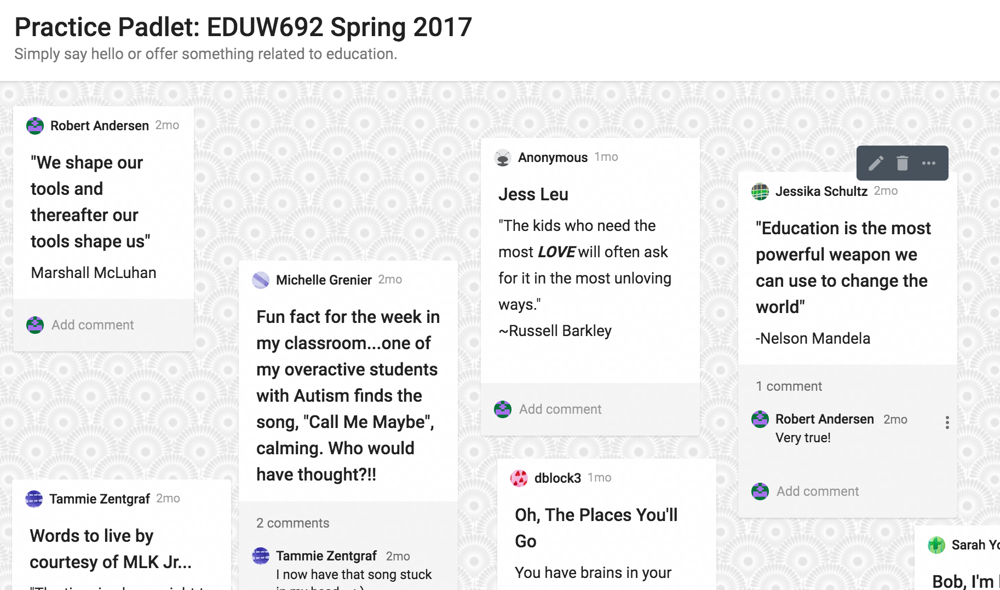 Practice Padlet: EDUW692 Spring 2017
Simply say hello or offer something related to education.
Robert Andersen 2mo
"We shape our
tools and
thereafter our
tools shape us"
Marshall McLuhan
Add comment
Tammie Zentgraf 2mo
Words to live by
courtesy of MLK Jr...
Michelle Grenier 2mo
Fun fact for the week in
my classroom...one of
my overactive students
with Autism finds the
song, "Call Me Maybe",
calming. Who would
have thought?!!
2 comments
Tammie Zentgraf 2mo
I now have that song stuck
Anonymous 1mo
Jess Leu
"The kids who need the
most LOVE will often ask
for it in the most unloving
ways."
~Russell Barkley
Add comment
dblock3 1mo
Oh, The Places You'll
Go
You have brains in your
Jessika Schultz 2mo
"Education is the most
powerful weapon we
can use to change the
world"
-Nelson Mandela
1 comment
Robert Andersen 2mo
Very true!
Add comment
Sarah
Bob, I'm